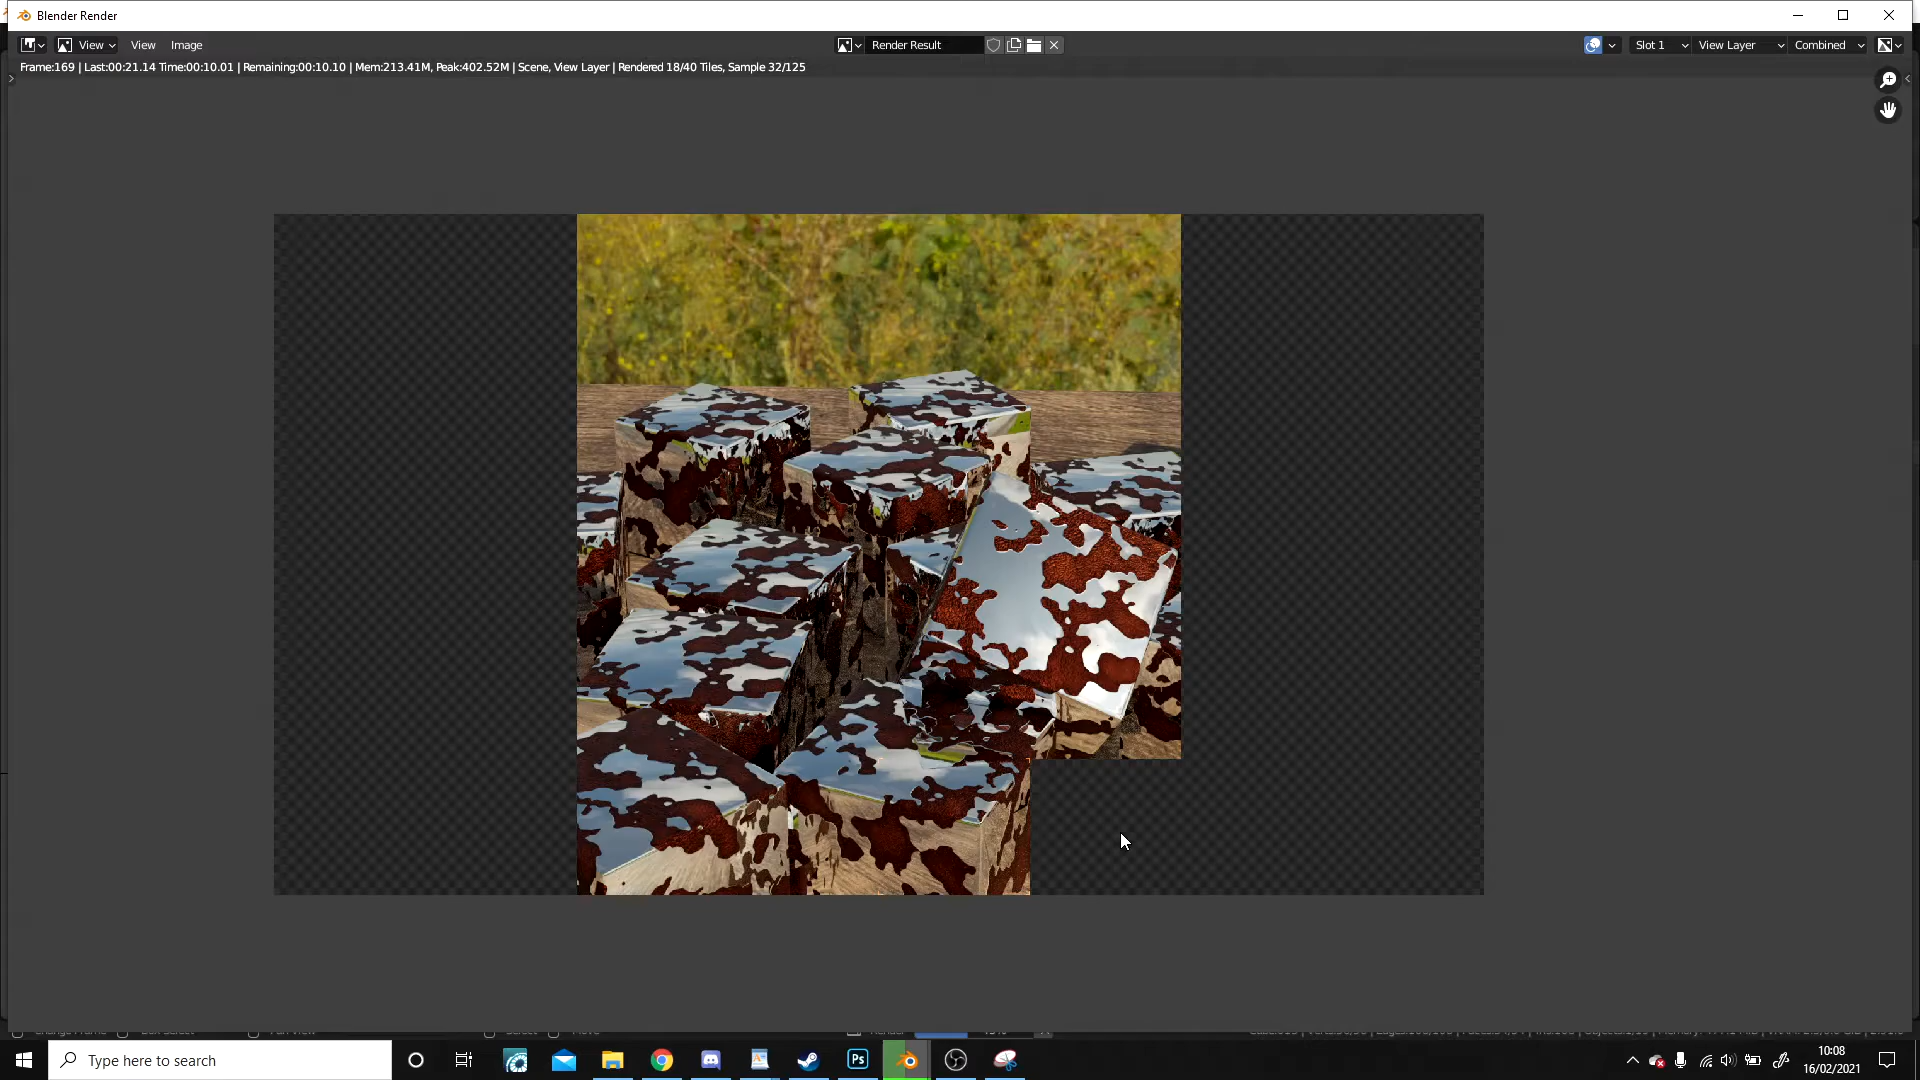 Blender Render
View View Image Render Result Slot 1 View Layer Combined
Frame:169 | Last:00:21.14 Time:00:10.01 | Remaining:00:10.10 | Mem:213.41M, Peak:402.52M | Scene, View Layer | Rendered 18/40 Tiles, Sample 32/125
Type here to search
Ps
10:08
16/02/2021